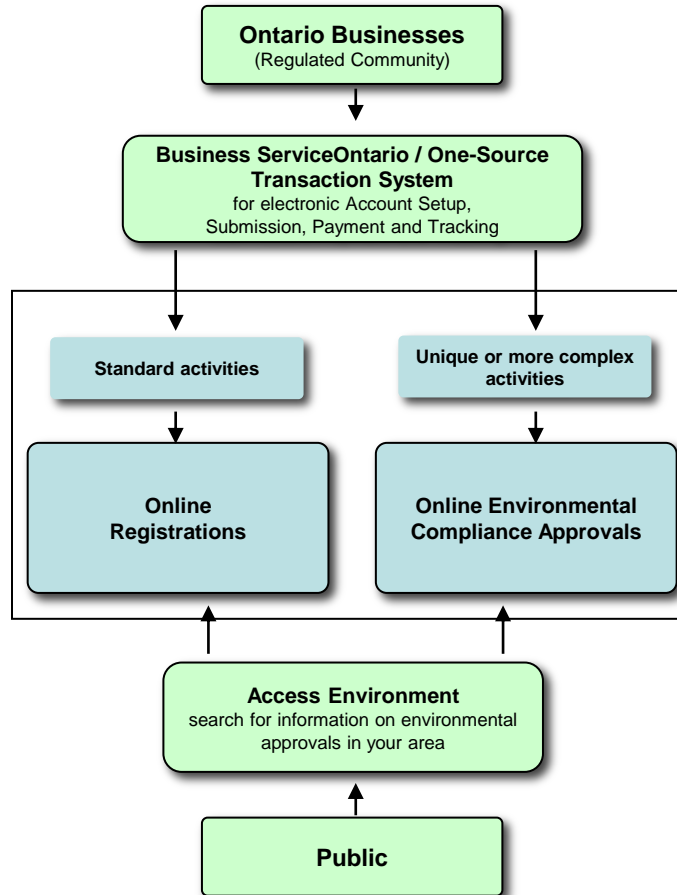 Ontario Businesses
(Regulated Community)
Business ServiceOntario / One-Source
Transaction System
for electronic Account Setup,
Submission, Payment and Tracking
Standard activities
Unique or more complex
activities
Online
Registrations
Online Environmental
Compliance Approvals
Access Environment
search for information on environmental
approvals in your area
Public